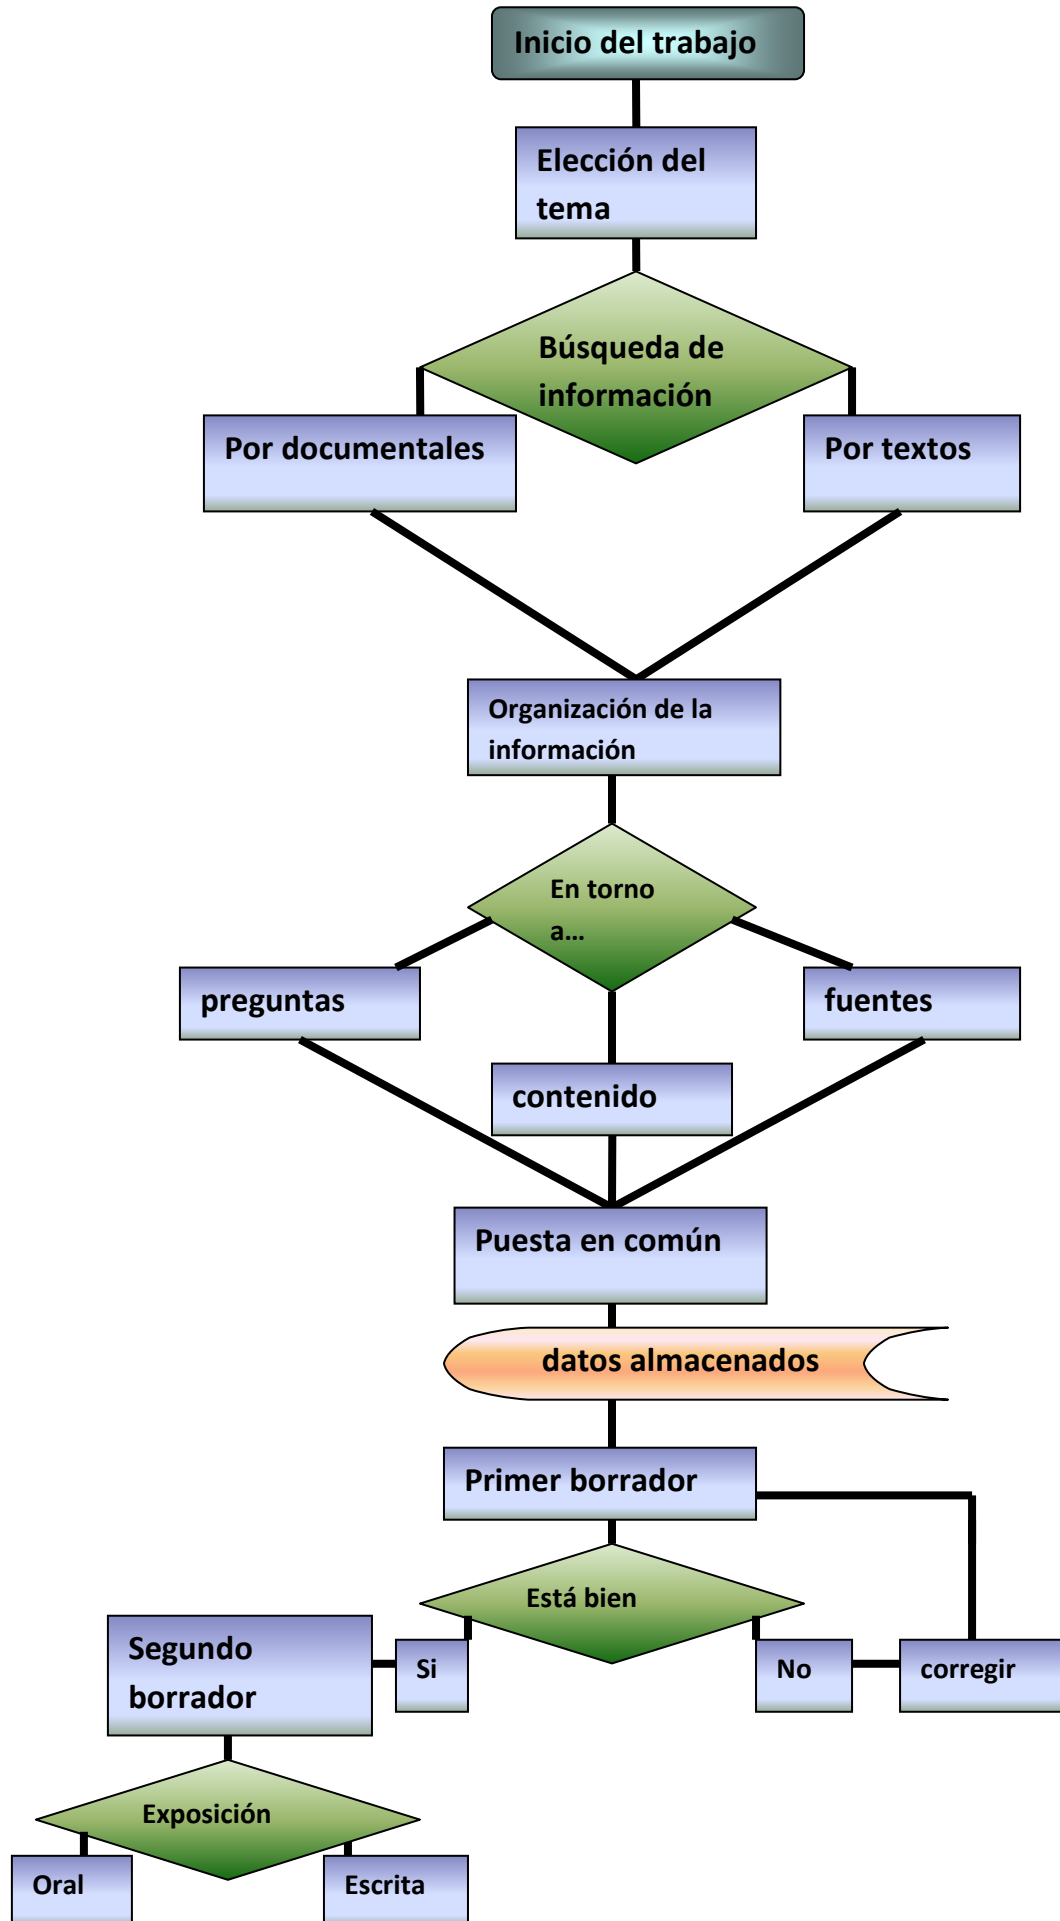 Inicio del trabajo
Elección del
tema
Búsqueda de
información
Por documentales
Por textos
Organización de la
información
En torno
a...
preguntas
fuentes
contenido
Puesta en común
datos almacenados
Primer borrador
Está bien
Segundo
borrador
Si
No
corregir
Exposición
Oral
Escrita